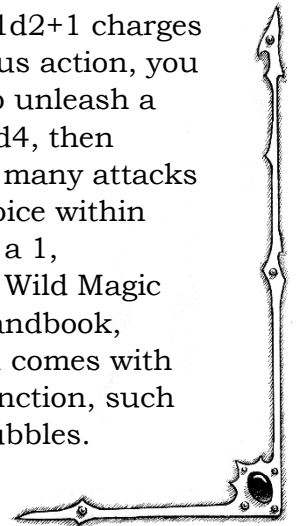 1d2+1 charges
us action, you
o unleash a
d4, then
many attacks
oice within
a 1,
Wild Magic
andbook,
comes with
nction, such
ubbles.